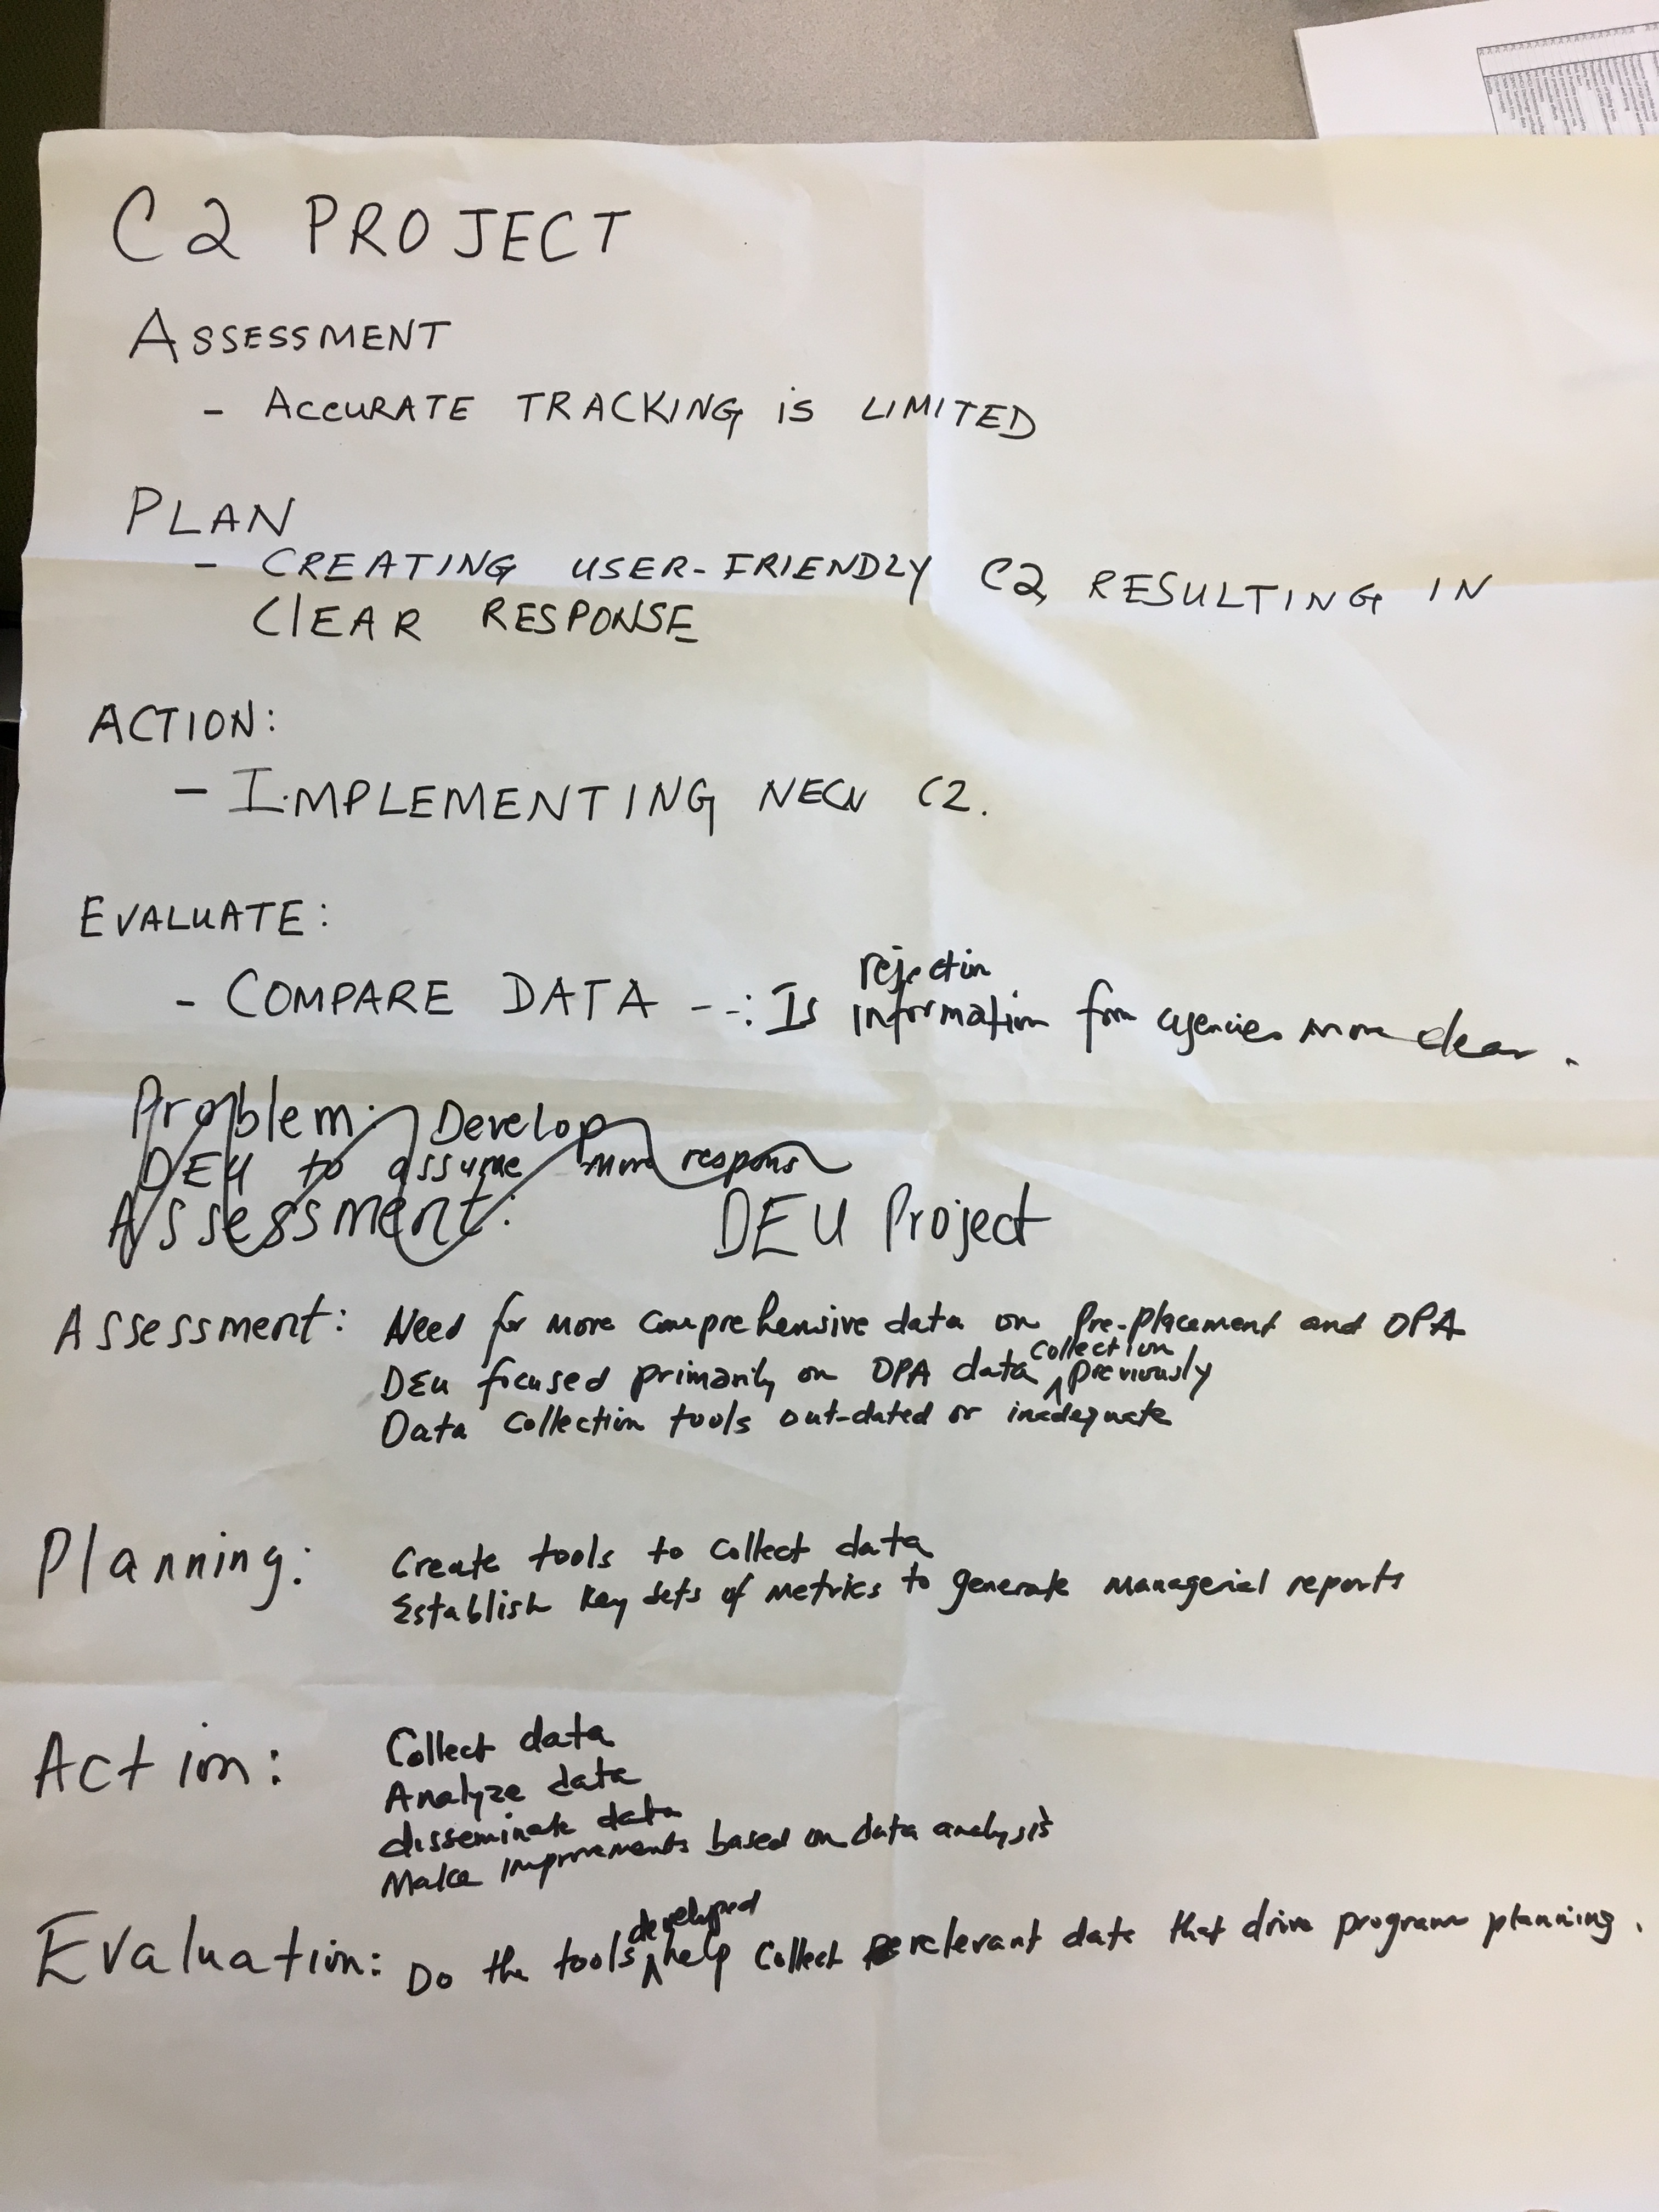 C2 PROJECT
ASSESSMENT
- ACCURATE TRACKING iS LIMITED
PLAN
- CREATING USER-FRIENDLY C2 RESULTING IN
ClEAR RESPONSE
ACTION:
- IMPLEMENTING NEW C2.
EVALUATE:
- COMPARE DATA --: Is rejection information from agencies more clear.
Problem: Develop
DEU to assume more respons
Assessment:
DEU Project
Assessment: Need for more comprehensive data on Pre-placement and OPA
DEU focused primarily on OPA data collection previously
Data Collection tools out-dated or inadequate
Planning: Create tools to collect data
Establish key sets of metrics to generate managerial reports
Action: Collect data
Analyze data
disseminate data
Make improvements based on data analysis
Evaluation: Do the tools developed help collect relevant data that drive program planning.